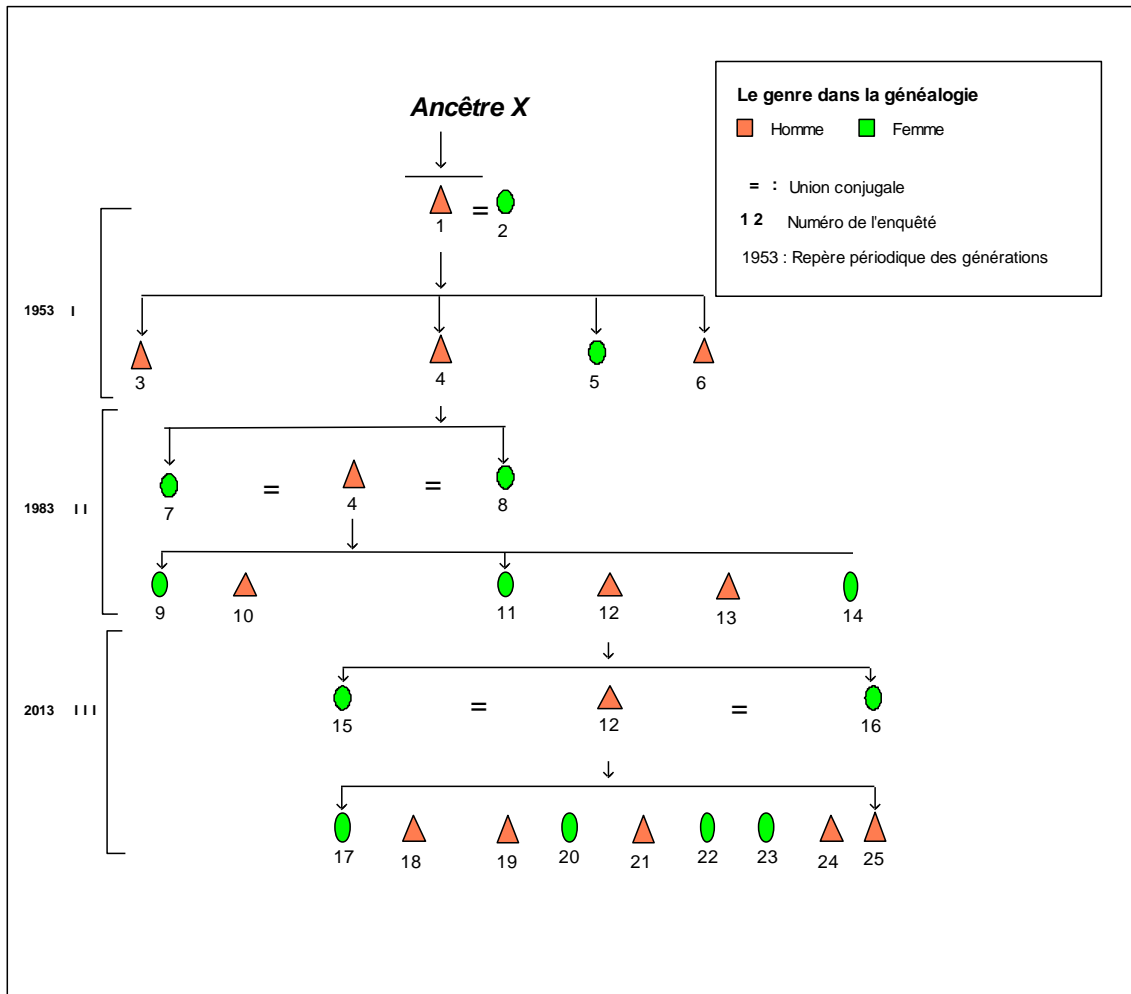 Ancêtre X
Le genre dans la généalogie
Homme Femme
= : Union conjugale
1 2 Numéro de l'enquêté
1953 : Repère périodique des générations
1 = 2
1953 I
3 4 5 6
1983 I I
7 = 4 = 8
9 10 11 12 13 14
2013 I I I
15 = 12 = 16
17 18 19 20 21 22 23 24 25